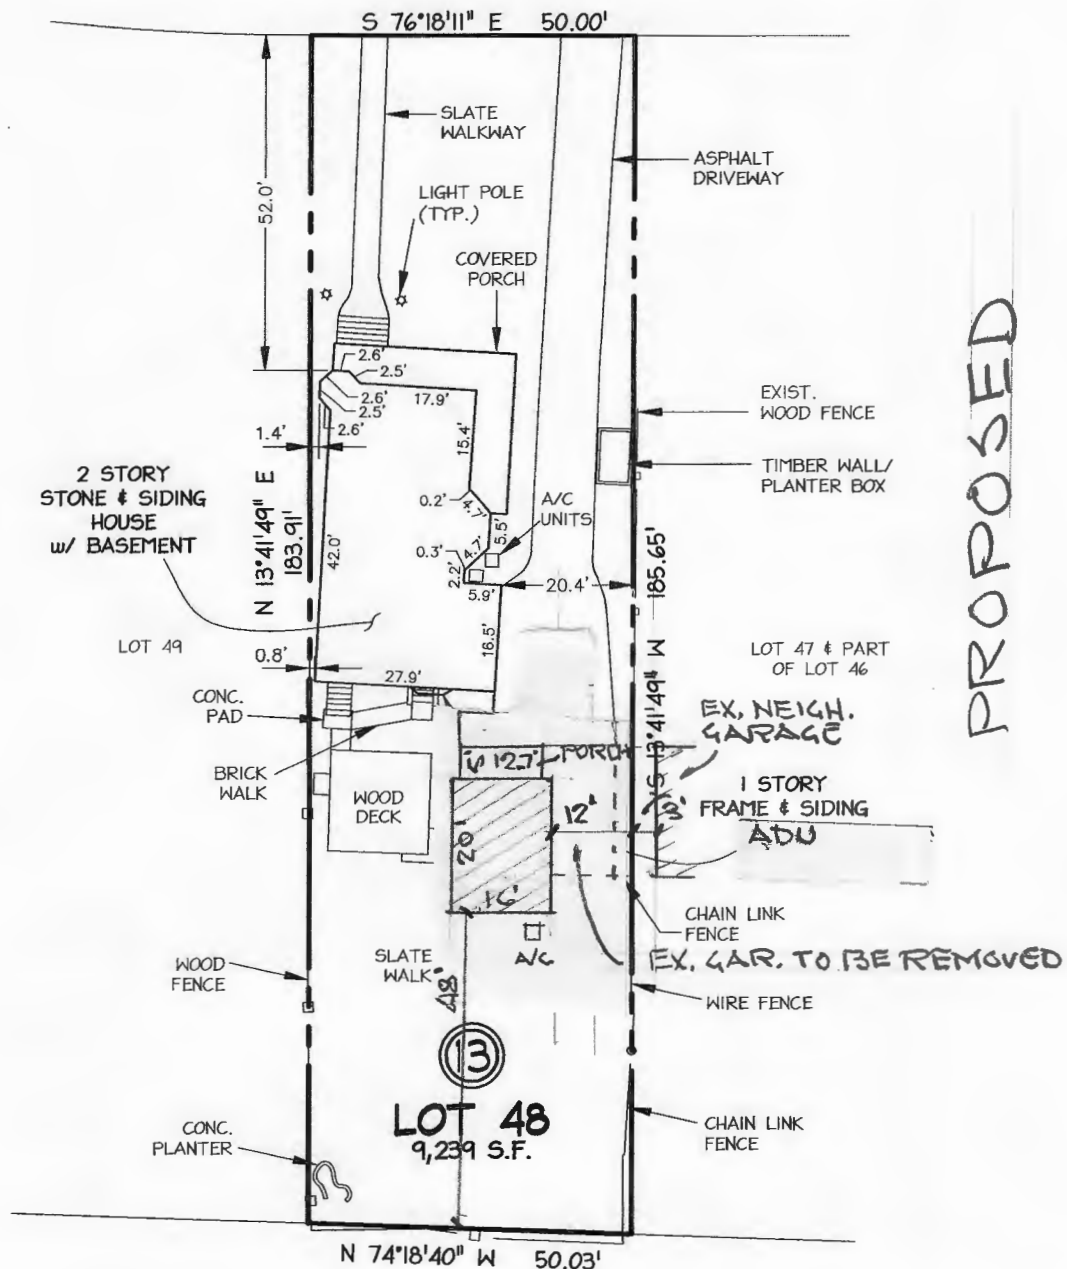 S 76°18'11" E 50.00'
SLATE
WALKWAY
ASPHALT
DRIVEWAY
52.0'
LIGHT POLE
(TYP.)
COVERED
PORCH
PROPOSED
2.6'
2.5'
2.6'
2.5'
2.6'
17.9'
15.4'
1.4'
EXIST.
WOOD FENCE
TIMBER WALL/
PLANTER BOX
2 STORY
STONE & SIDING
HOUSE
w/ BASEMENT
N 13°41'49" E
183.91'
42.0'
0.2'
4.7'
A/C
UNITS
5.5'
0.3'
4.7'
2.2'
5.9'
20.4'
185.65'
S 13°41'49" W
16.5'
LOT 49
0.8'
27.9'
LOT 47 & PART
OF LOT 46
CONC.
PAD
EX. NEIGH.
GARAGE
BRICK
WALK
WOOD
DECK
12.7'
PORCH
1 STORY
FRAME & SIDING
ADU
12'
3'
20'
16'
CHAIN LINK
FENCE
A/C
EX. GAR. TO BE REMOVED
WOOD
FENCE
SLATE
WALK
48'
WIRE FENCE
13
LOT 48
9,239 S.F.
CONC.
PLANTER
CHAIN LINK
FENCE
N 74°18'40" W 50.03'